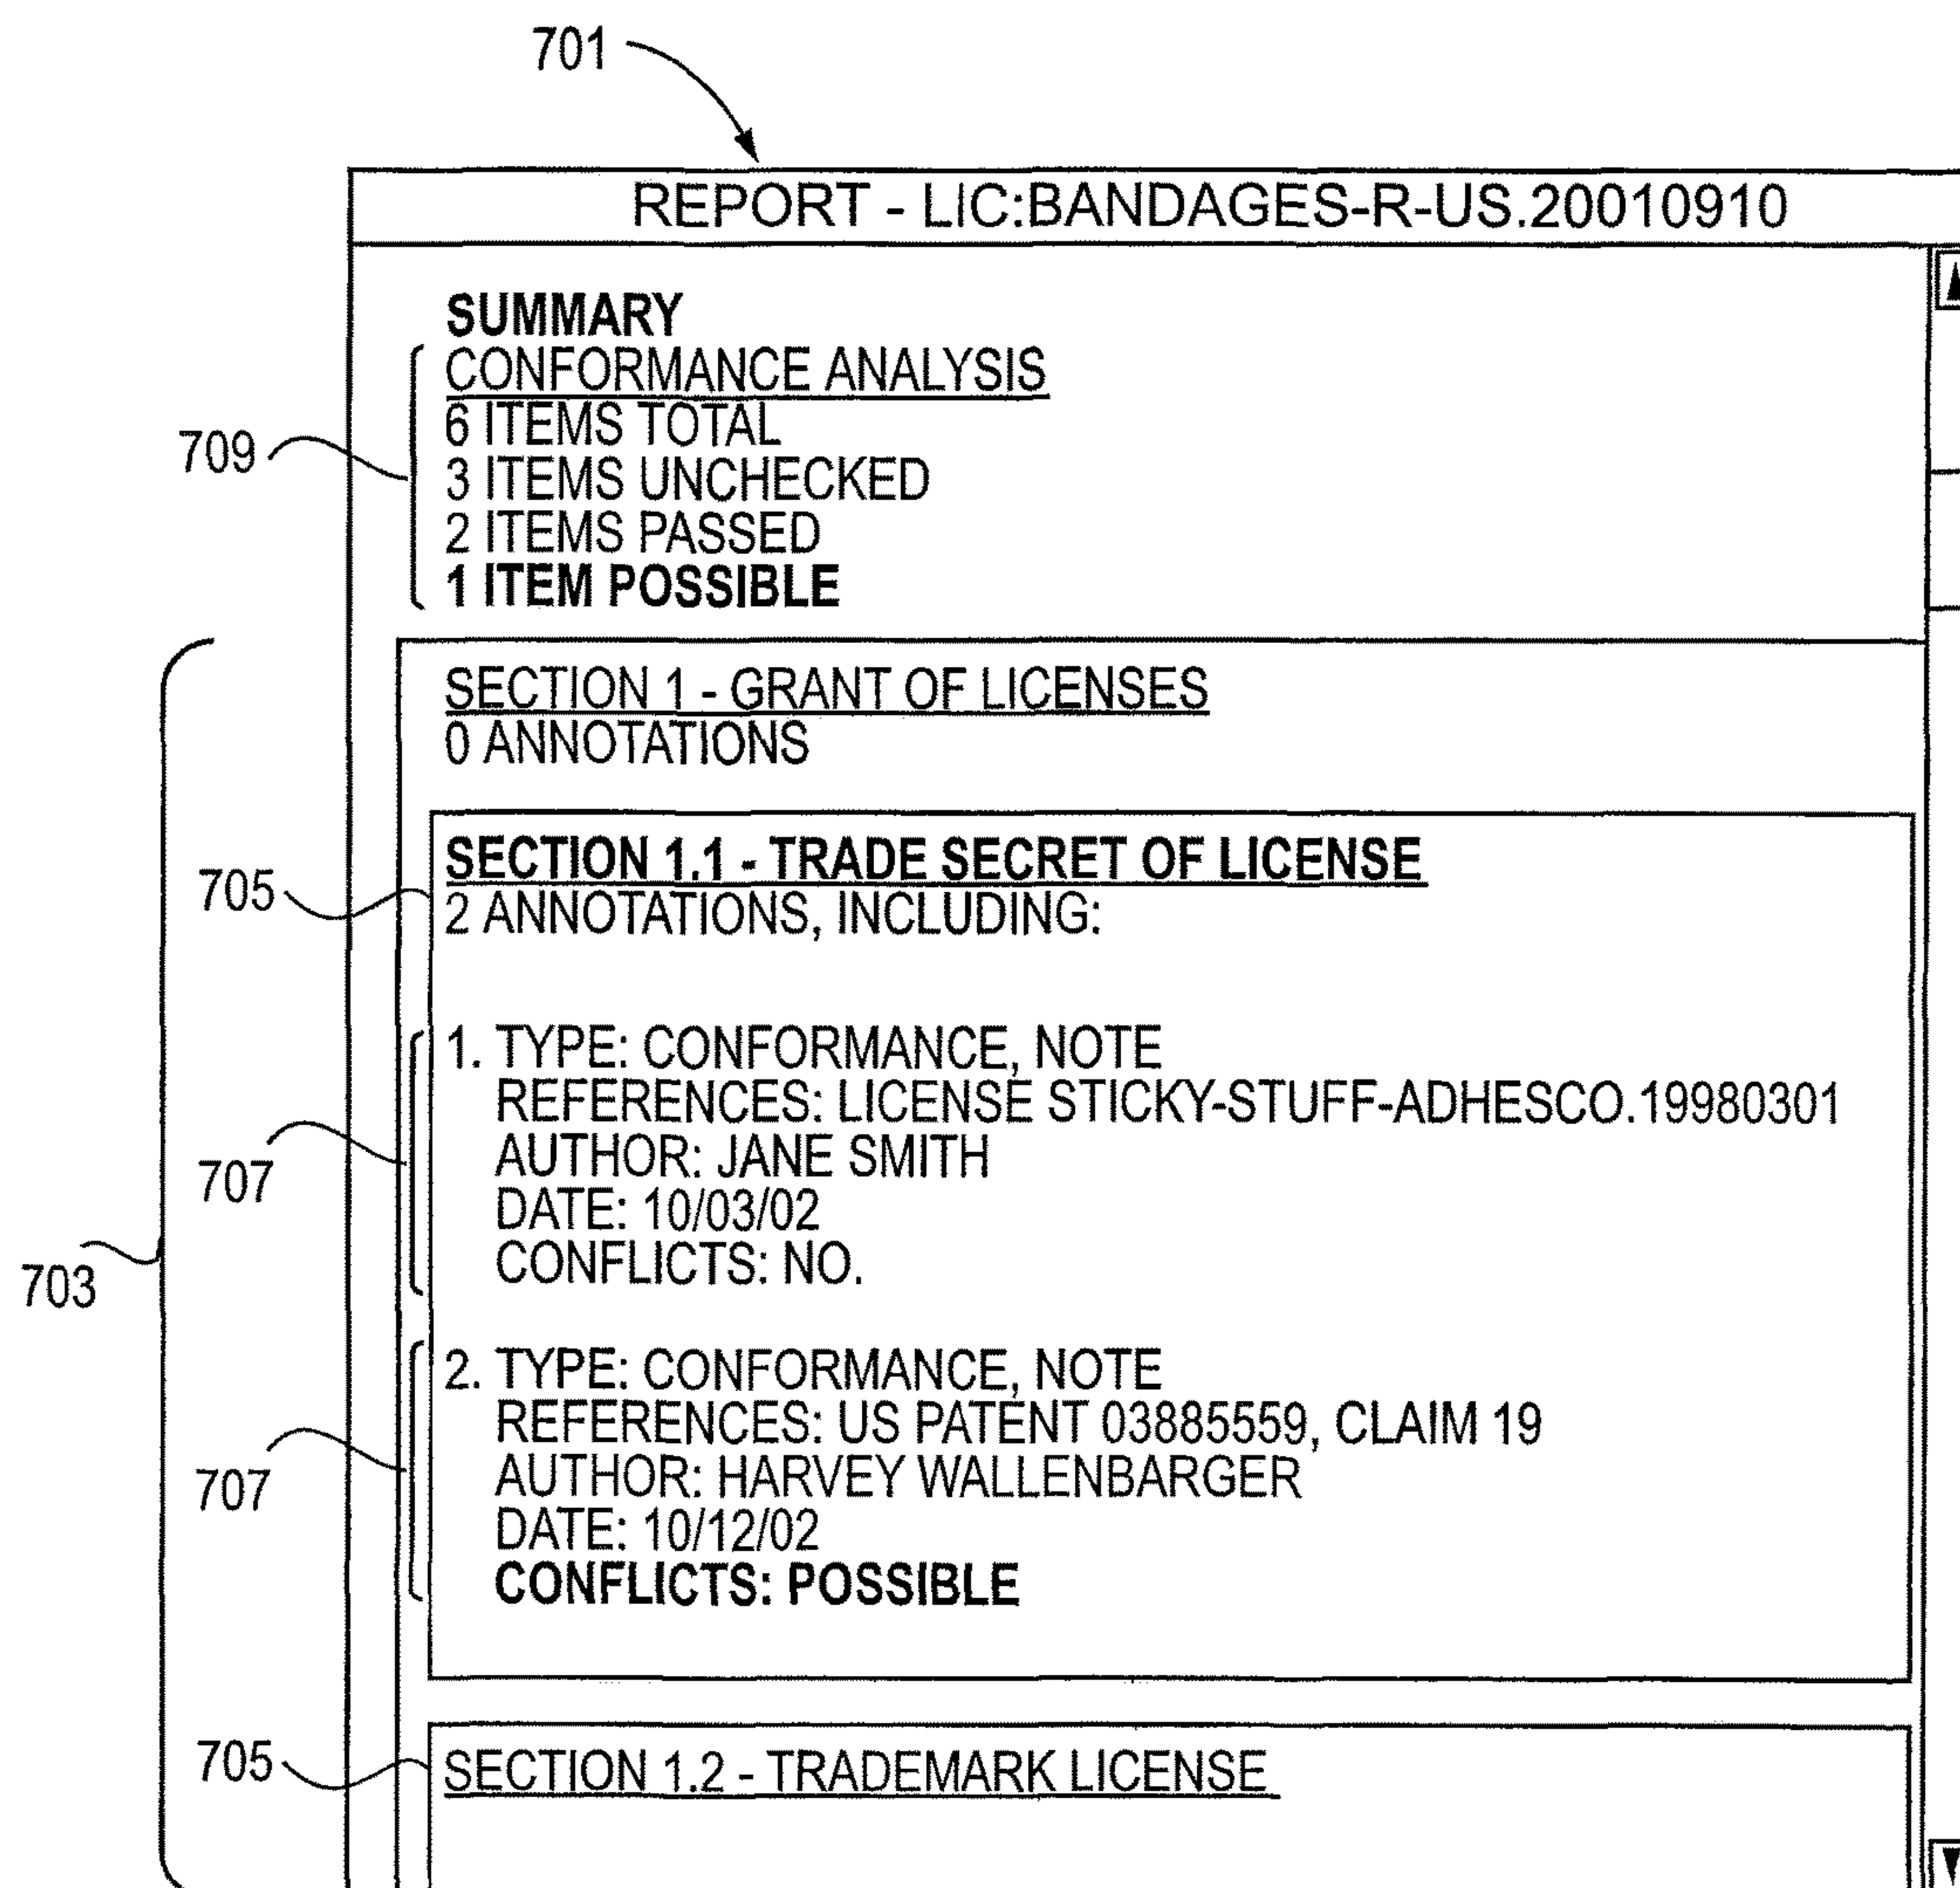 701
REPORT - LIC:BANDAGES-R-US.20010910
SUMMARY
CONFORMANCE ANALYSIS
6 ITEMS TOTAL
709
3 ITEMS UNCHECKED
2 ITEMS PASSED
1 ITEM POSSIBLE
SECTION 1 - GRANT OF LICENSES
0 ANNOTATIONS
SECTION 1.1 - TRADE SECRET OF LICENSE
705
2 ANNOTATIONS, INCLUDING:
1. TYPE: CONFORMANCE, NOTE
REFERENCES: LICENSE STICKY-STUFF-ADHESCO.19980301
AUTHOR: JANE SMITH
707
DATE: 10/03/02
CONFLICTS: NO.
703
2. TYPE: CONFORMANCE, NOTE
REFERENCES: US PATENT 03885559, CLAIM 19
AUTHOR: HARVEY WALLENBARGER
707
DATE: 10/12/02
CONFLICTS: POSSIBLE
705
SECTION 1.2 - TRADEMARK LICENSE